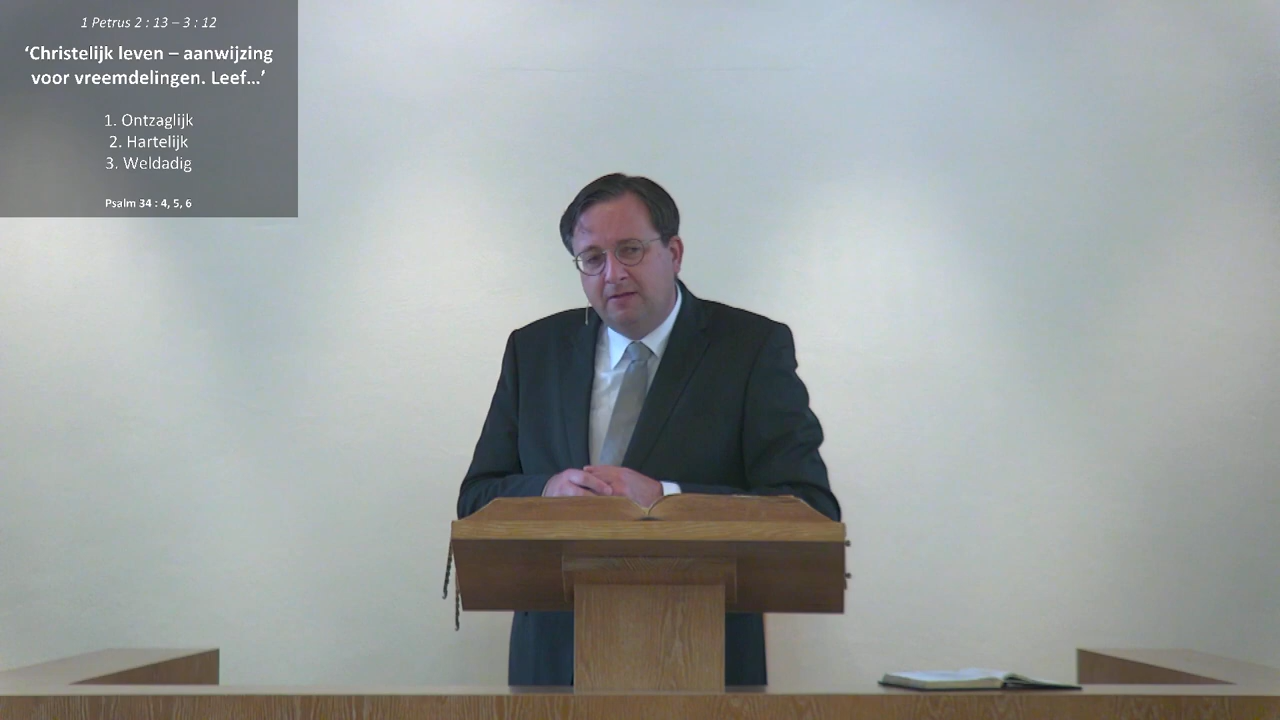 1 Petrus 2 : 13 – 3 : 12
‘Christelijk leven – aanwijzing
voor vreemdelingen. Leef…’
1. Ontzaglijk
2. Hartelijk
3. Weldadig
Psalm 34 : 4, 5, 6